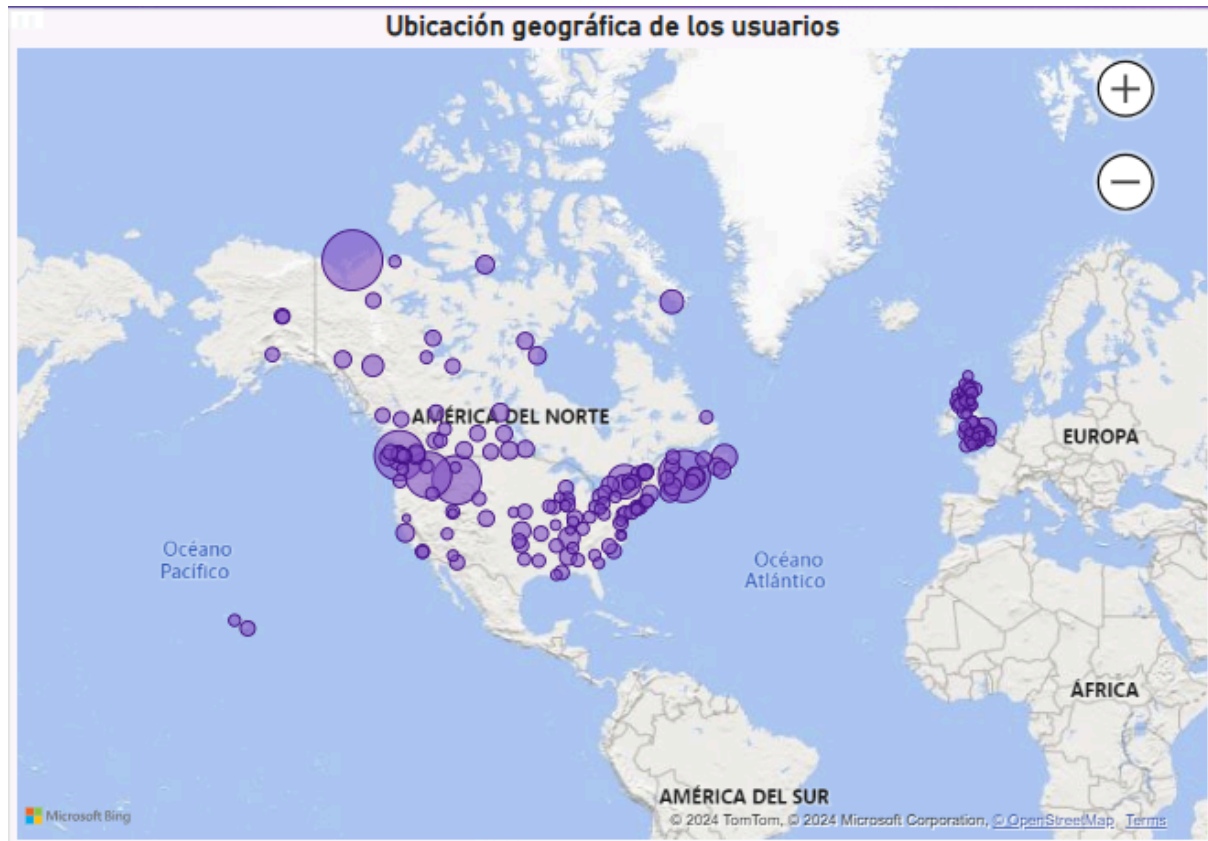 Ubicación geográfica de los usuarios
AMÉRICA DEL NORTE
EUROPA
Océano
Pacífico
Océano
Atlántico
ÁFRICA
AMÉRICA DEL SUR
Microsoft Bing
© 2024 TomTom, © 2024 Microsoft Corporation, © OpenStreetMap, Terms